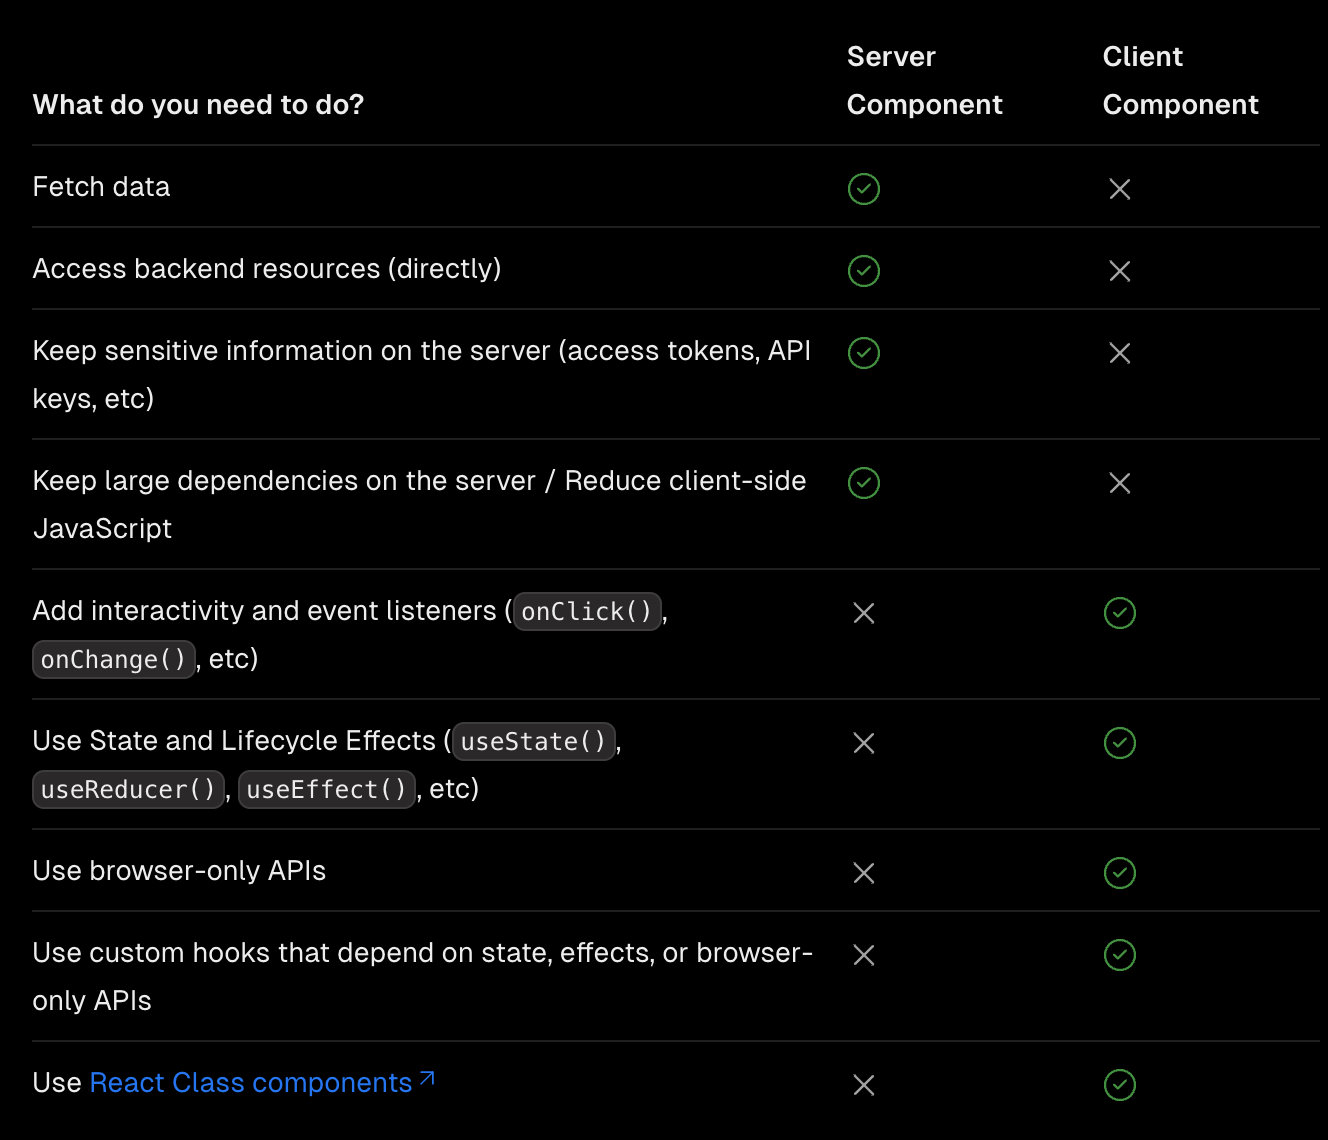 Server Client
What do you need to do? Component Component
Fetch data
Access backend resources (directly)
Keep sensitive information on the server (access tokens, API
keys, etc)
Keep large dependencies on the server / Reduce client-side
JavaScript
Add interactivity and event listeners (onClick(),
onChange(), etc)
Use State and Lifecycle Effects (useState(),
useReducer(), useEffect(), etc)
Use browser-only APIs
Use custom hooks that depend on state, effects, or browser-
only APIs
Use React Class components